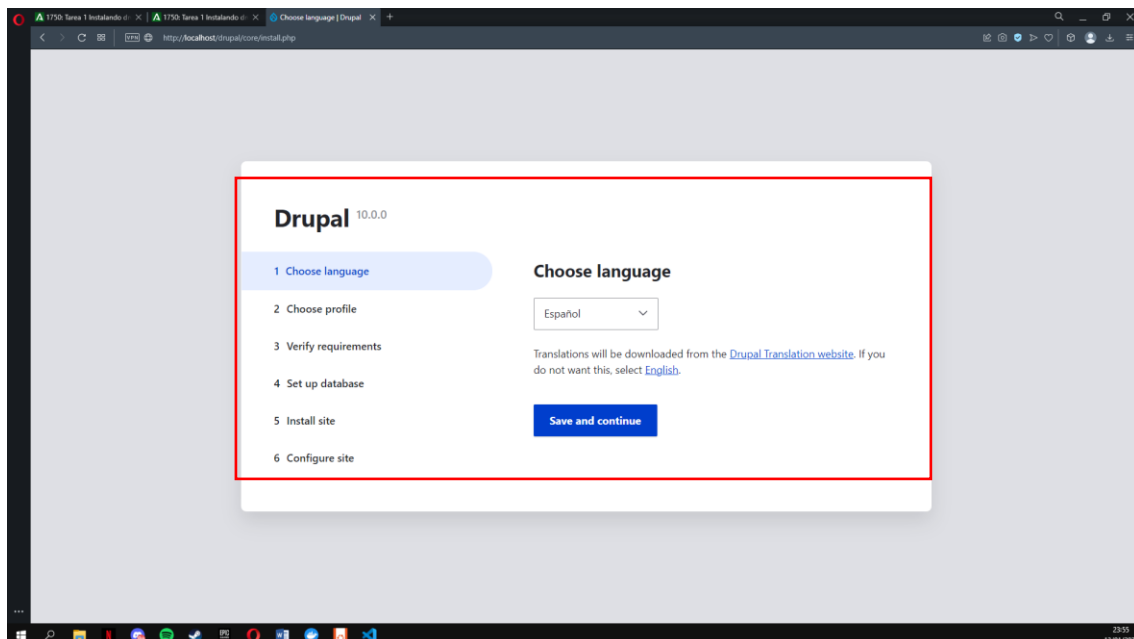 1750: Tarea 1 Instalando d
1750: Tarea 1 Instalando d
Choose language | Drupal
VPN
http://localhost/drupal/core/install.php
Drupal 10.0.0
1 Choose language
2 Choose profile
3 Verify requirements
4 Set up database
5 Install site
6 Configure site
Choose language
Español
Translations will be downloaded from the Drupal Translation website. If you
do not want this, select English.
Save and continue
23:55